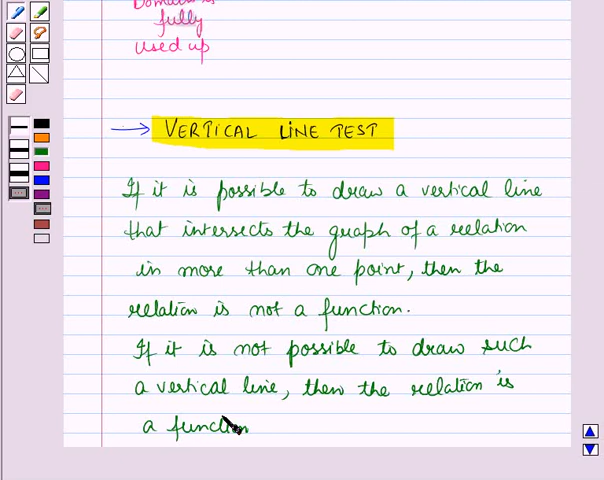 Domain is
fully
used up
→ VERTICAL LINE TEST
If it is possible to draw a vertical line
that intersects the graph of a relation
in more than one point, then the
relation is not a function.
If it is not possible to draw such
a vertical line, then the relation is
a function